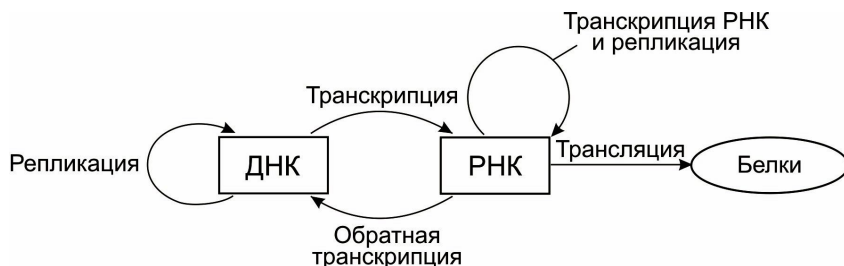 Транскрипция РНК
и репликация
Транскрипция
Репликация
ДНК
РНК
Трансляция
Белки
Обратная
транскрипция